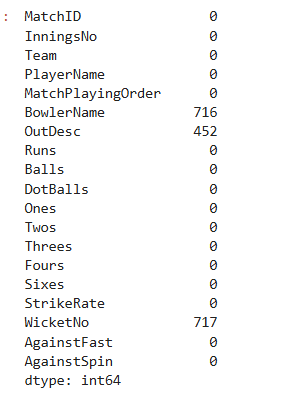 : MatchID 0
InningsNo 0
Team 0
PlayerName 0
MatchPlayingOrder 0
BowlerName 716
OutDesc 452
Runs 0
Balls 0
DotBalls 0
Ones 0
Twos 0
Threes 0
Fours 0
Sixes 0
StrikeRate 0
WicketNo 717
AgainstFast 0
AgainstSpin 0
dtype: int64